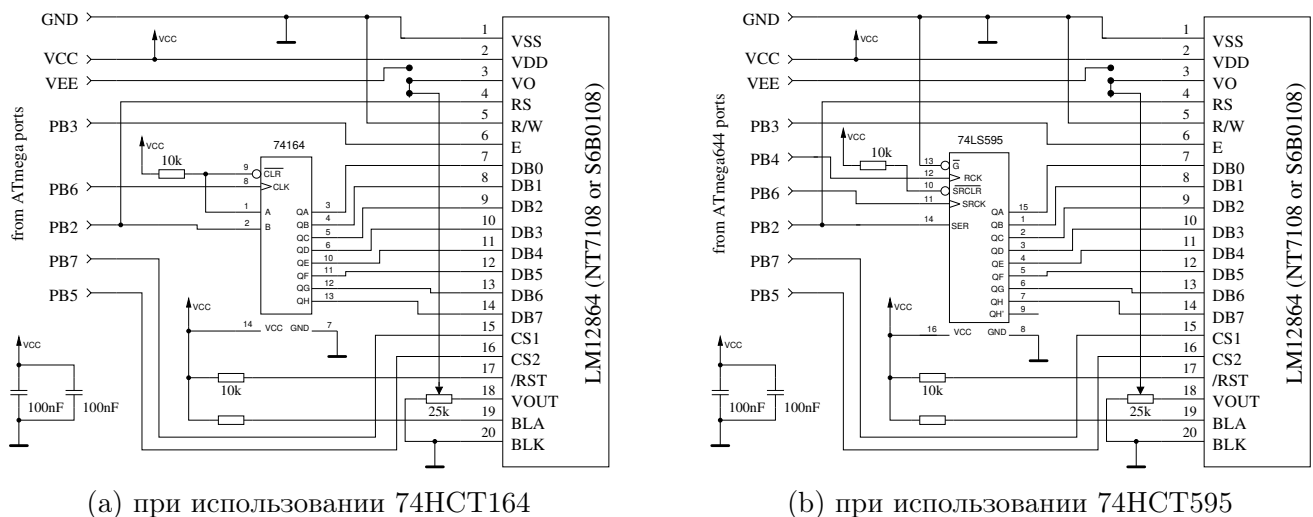 GND
VCC
VCC
VEE
from ATmega ports
PB3
PB6
PB2
PB7
PB5
VCC
10k
74164
9
CLR
8
CLK
1
A
2
B
QA
3
QB
4
QC
5
QD
6
QE
10
QF
11
QG
12
QH
13
VCC
14
VCC
GND
7
10k
25k
VCC
100nF
100nF
1
VSS
2
VDD
3
VO
4
RS
5
R/W
6
E
7
DB0
8
DB1
9
DB2
10
DB3
11
DB4
12
DB5
13
DB6
14
DB7
15
CS1
16
CS2
17
/RST
18
VOUT
19
BLA
20
BLK
LM12864 (NT7108 or S6B0108)
(a) при использовании 74HCT164
GND
VCC
VCC
VEE
from ATmega644 ports
PB3
PB4
PB6
PB2
PB7
PB5
VCC
10k
74LS595
13
G
12
RCK
10
SRCLR
11
SRCK
14
SER
QA
15
QB
1
QC
2
QD
3
QE
4
QF
5
QG
6
QH
7
QH'
9
VCC
16
VCC
GND
8
10k
25k
VCC
100nF
100nF
1
VSS
2
VDD
3
VO
4
RS
5
R/W
6
E
7
DB0
8
DB1
9
DB2
10
DB3
11
DB4
12
DB5
13
DB6
14
DB7
15
CS1
16
CS2
17
/RST
18
VOUT
19
BLA
20
BLK
LM12864 (NT7108 or S6B0108)
(b) при использовании 74HCT595